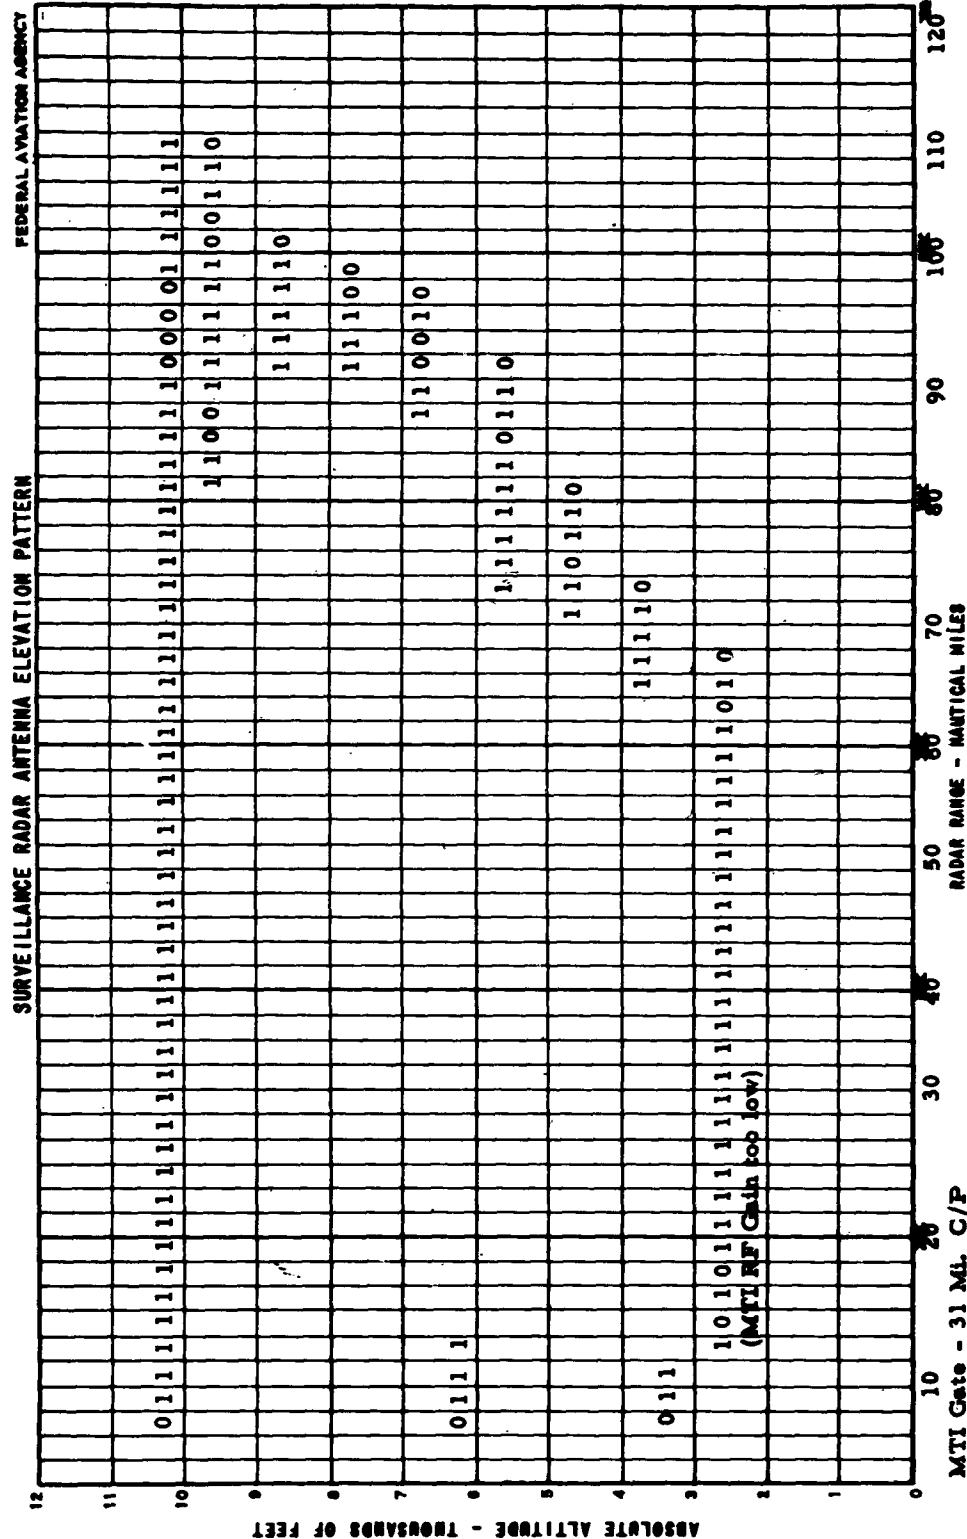 FEDERAL AVIATION AGENCY
SURVEILLANCE RADAR ANTENNA ELEVATION PATTERN
12
11
0 1 1 1 1 1 1 1 1 1 1 1 1 1 1 1 1 1 1 1 1 1 1 1 1 1 1 1 1 1 1 1 1 1 1 1 1 1 1 1 1 1 1 0 0 0 0 1 1 1 1 1 1
10
1 1 0 0 1 1 1 1 1 1 0 0 1 1 0
9
1 1 1 1 1 0
8
1 1 1 0 0
7
1 1 0 0 1 0
0 1 1 1
6
1 1 1 1 1 1 0 1 1 0
5
1 1 0 1 1 0
4
1 1 1 1 0
0 1 1
3
1 0 1 0 1 1 1 1 1 1 1 1 1 1 1 1 1 1 1 1 1 1 1 1 1 1 0 1 0
(MTI RF Gain too low)
2
1
0
ABSOLUTE ALTITUDE - THOUSANDS OF FEET
10 20 30 40 50 60 70 80 90 100 110 120
RADAR RANGE - NAUTICAL MILES
MTI Gate - 31 Mi. C/P